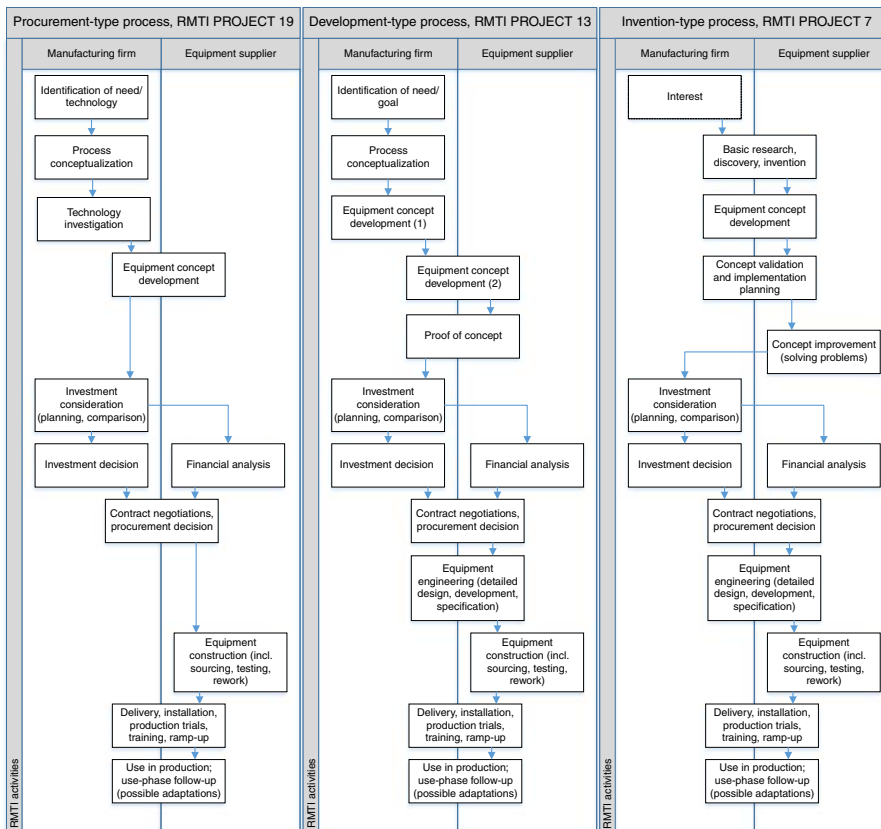 Procurement-type process, RMTI PROJECT 19
Manufacturing firm
Equipment supplier
Identification of need/
technology
Process
conceptualization
Technology
investigation
Equipment concept
development
Investment
consideration
(planning, comparison)
Investment decision
Financial analysis
Contract negotiations,
procurement decision
Equipment
construction (incl.
sourcing, testing,
rework)
Delivery, installation,
production trials,
training, ramp-up
Use in production;
use-phase follow-up
(possible adaptations)
RMTI activities
Development-type process, RMTI PROJECT 13
Manufacturing firm
Equipment supplier
Identification of need/
goal
Process
conceptualization
Equipment concept
development (1)
Equipment concept
development (2)
Proof of concept
Investment
consideration
(planning, comparison)
Investment decision
Financial analysis
Contract negotiations,
procurement decision
Equipment
engineering (detailed
design, development,
specification)
Equipment
construction (incl.
sourcing, testing,
rework)
Delivery, installation,
production trials,
training, ramp-up
Use in production;
use-phase follow-up
(possible adaptations)
RMTI activities
Invention-type process, RMTI PROJECT 7
Manufacturing firm
Equipment supplier
Interest
Basic research,
discovery, invention
Equipment concept
development
Concept validation
and implementation
planning
Concept improvement
(solving problems)
Investment
consideration
(planning, comparison)
Investment decision
Financial analysis
Contract negotiations,
procurement decision
Equipment
engineering (detailed
design, development,
specification)
Equipment
construction (incl.
sourcing, testing,
rework)
Delivery, installation,
production trials,
training, ramp-up
Use in production;
use-phase follow-up
(possible adaptations)
RMTI activities